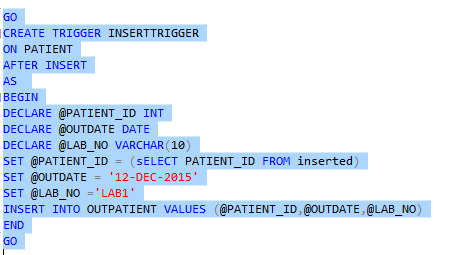 GO
CREATE TRIGGER INSERTTRIGGER
ON PATIENT
AFTER INSERT
AS
BEGIN
DECLARE @PATIENT_ID INT
DECLARE @OUTDATE DATE
DECLARE @LAB_NO VARCHAR(10)
SET @PATIENT_ID = (sELECT PATIENT_ID FROM inserted)
SET @OUTDATE = '12-DEC-2015'
SET @LAB_NO ='LAB1'
INSERT INTO OUTPATIENT VALUES (@PATIENT_ID,@OUTDATE,@LAB_NO)
END
GO